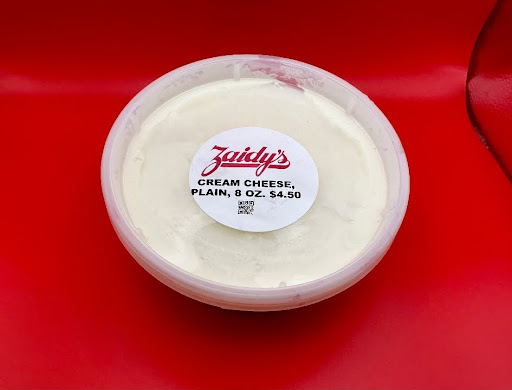 Zaidy's
CREAM CHEESE,
PLAIN, 8 OZ. $4.50